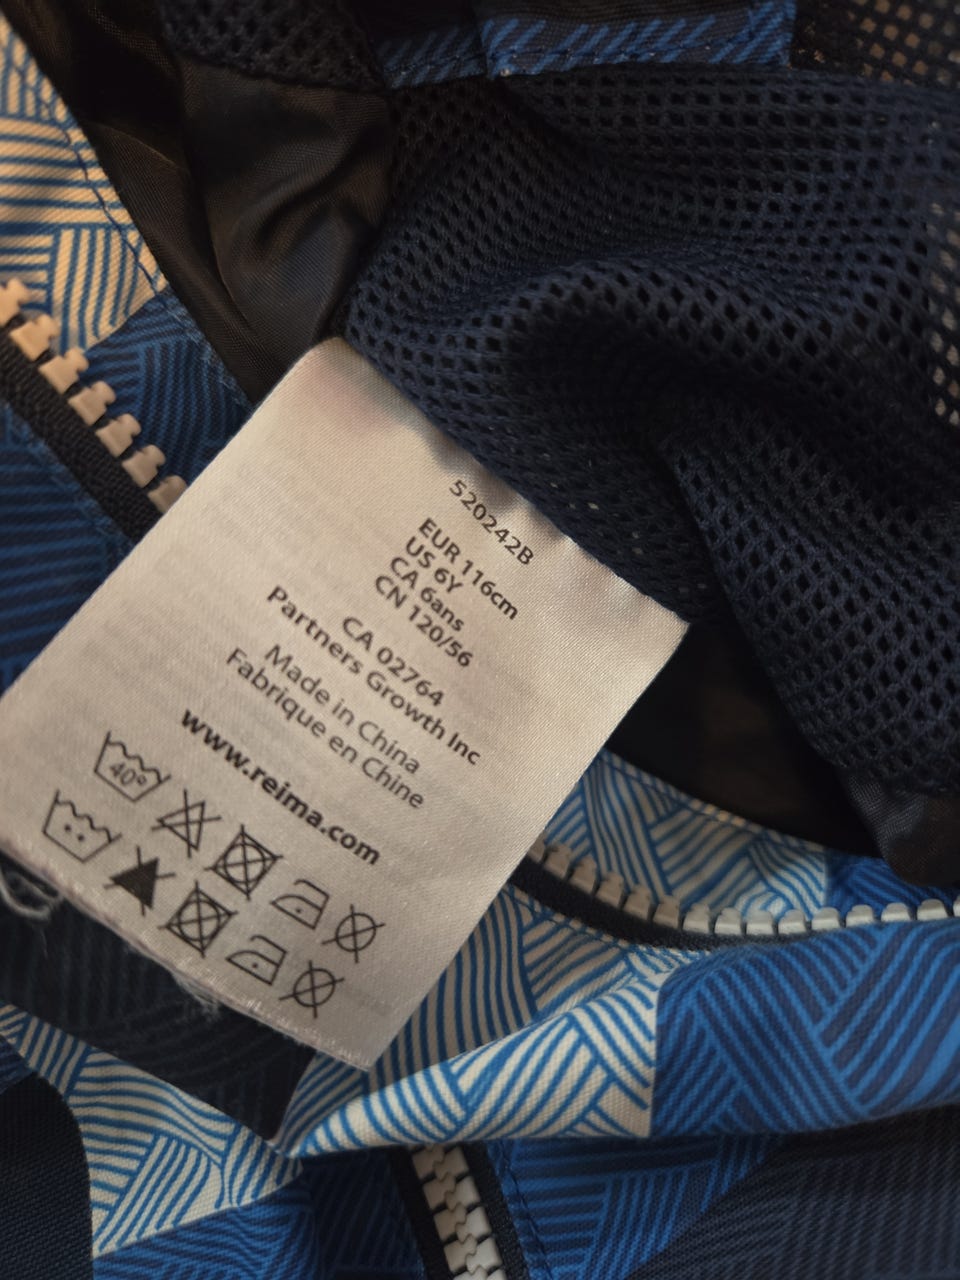 520242B
EUR 116cm
US 6Y
CA 6ans
CN 120/56
CA 02764
Partners Growth Inc
Made in China
Fabrique en Chine
www.reima.com
40°